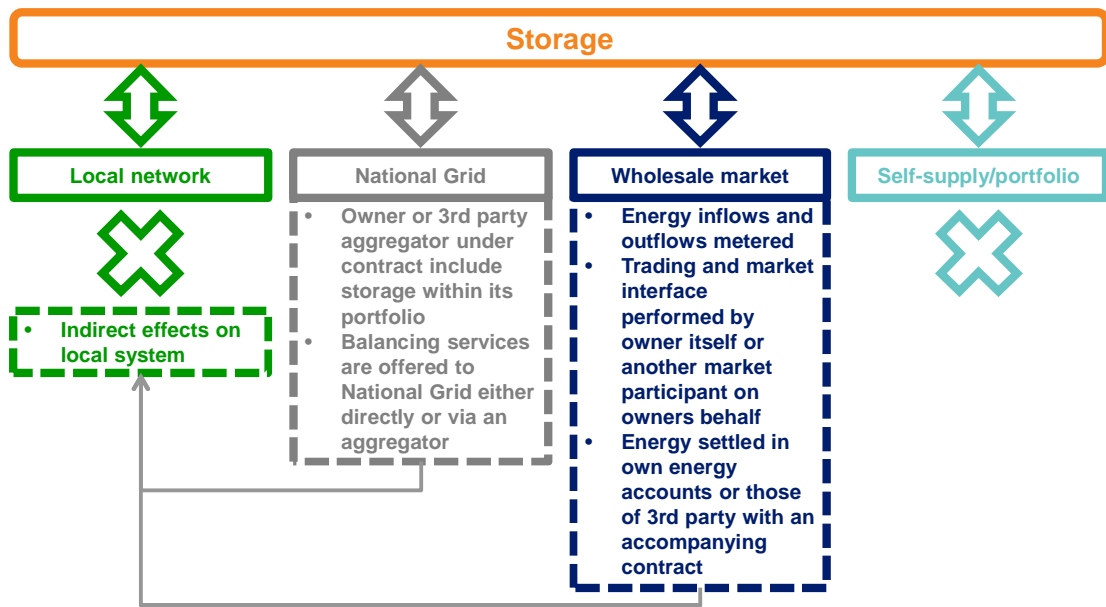 Storage
Local network
• Indirect effects on
local system
National Grid
• Owner or 3rd party
aggregator under
contract include
storage within its
portfolio
• Balancing services
are offered to
National Grid either
directly or via an
aggregator
Wholesale market
• Energy inflows and
outflows metered
• Trading and market
interface
performed by
owner itself or
another market
participant on
owners behalf
• Energy settled in
own energy
accounts or those
of 3rd party with an
accompanying
contract
Self-supply/portfolio